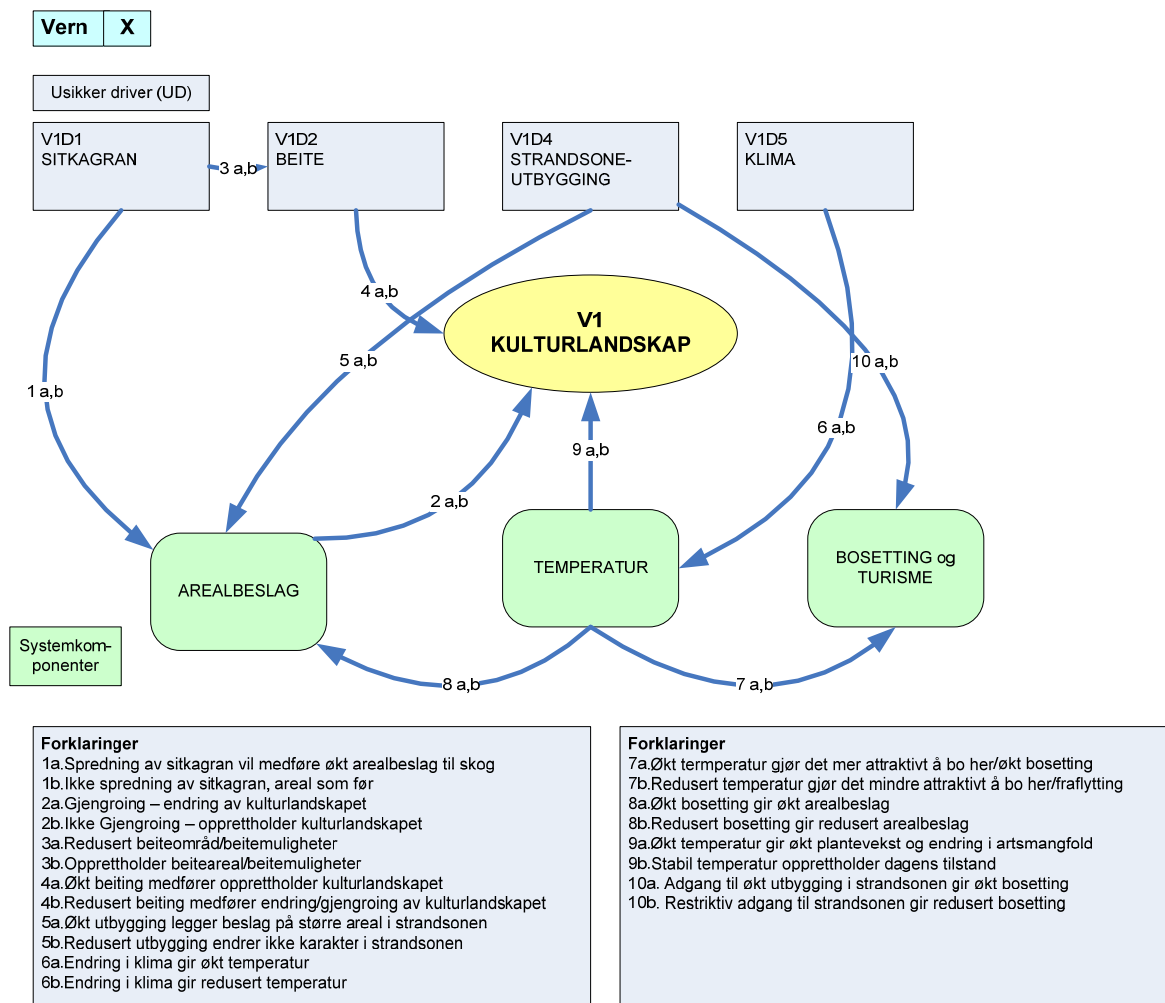 Vern X
Usikker driver (UD)
V1D1
SITKAGRAN
3 a,b
V1D2
BEITE
V1D4
STRANDSONE-
UTBYGGING
V1D5
KLIMA
4 a,b
V1
KULTURLANDSKAP
5 a,b
10 a,b
1 a,b
6 a,b
9 a,b
2 a,b
AREALBESLAG
TEMPERATUR
BOSETTING og
TURISME
Systemkom-
ponenter
8 a,b
7 a,b
Forklaringer
1a.Spredning av sitkagran vil medføre økt arealbeslag til skog
1b.Ikke spredning av sitkagran, areal som før
2a.Gjengroing – endring av kulturlandskapet
2b.Ikke Gjengroing – opprettholder kulturlandskapet
3a.Redusert beiteområd/beitemuligheter
3b.Opprettholder beiteareal/beitemuligheter
4a.Økt beiting medfører opprettholder kulturlandskapet
4b.Redusert beiting medfører endring/gjengroing av kulturlandskapet
5a.Økt utbygging legger beslag på større areal i strandsonen
5b.Redusert utbygging endrer ikke karakter i strandsonen
6a.Endring i klima gir økt temperatur
6b.Endring i klima gir redusert temperatur
Forklaringer
7a.Økt termperatur gjør det mer attraktivt å bo her/økt bosetting
7b.Redusert temperatur gjør det mindre attraktivt å bo her/fraflytting
8a.Økt bosetting gir økt arealbeslag
8b.Redusert bosetting gir redusert arealbeslag
9a.Økt temperatur gir økt plantevekst og endring i artsmangfold
9b.Stabil temperatur opprettholder dagens tilstand
10a. Adgang til økt utbygging i strandsonen gir økt bosetting
10b. Restriktiv adgang til strandsonen gir redusert bosetting